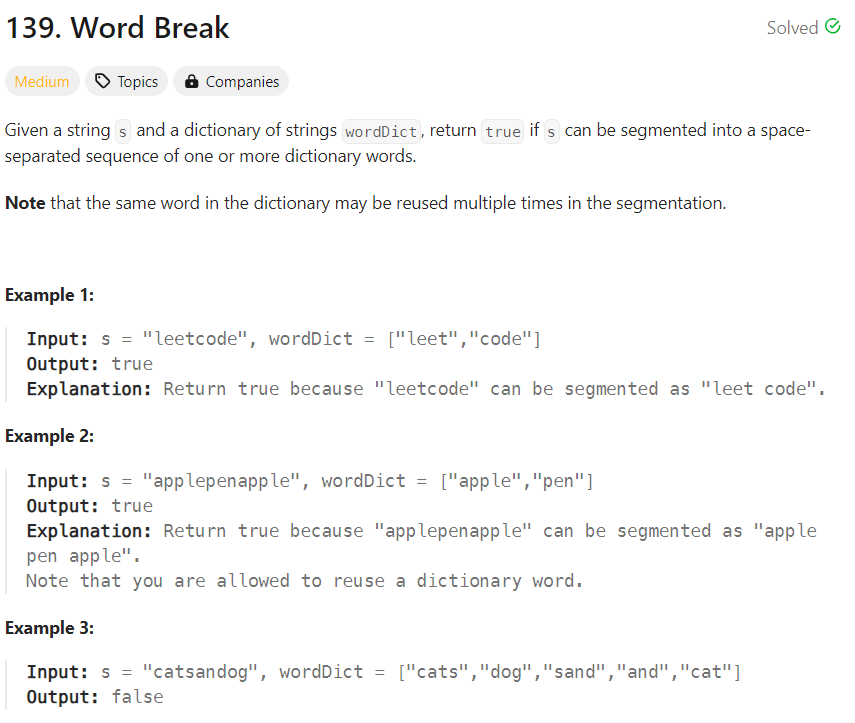 139. Word Break
Solved
Medium
Topics
Companies
Given a string s and a dictionary of strings wordDict, return true if s can be segmented into a space-
separated sequence of one or more dictionary words.
Note that the same word in the dictionary may be reused multiple times in the segmentation.
Example 1:
Input: s = "leetcode", wordDict = ["leet","code"]
Output: true
Explanation: Return true because "leetcode" can be segmented as "leet code".
Example 2:
Input: s = "applepenapple", wordDict = ["apple","pen"]
Output: true
Explanation: Return true because "applepenapple" can be segmented as "apple
pen apple".
Note that you are allowed to reuse a dictionary word.
Example 3:
Input: s = "catsandog", wordDict = ["cats","dog","sand","and","cat"]
Output: false